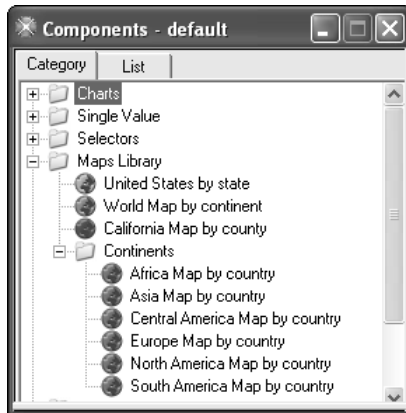 Components - default
Category List
Charts
Single Value
Selectors
Maps Library
United States by state
World Map by continent
California Map by county
Continents
Africa Map by country
Asia Map by country
Central America Map by country
Europe Map by country
North America Map by country
South America Map by country